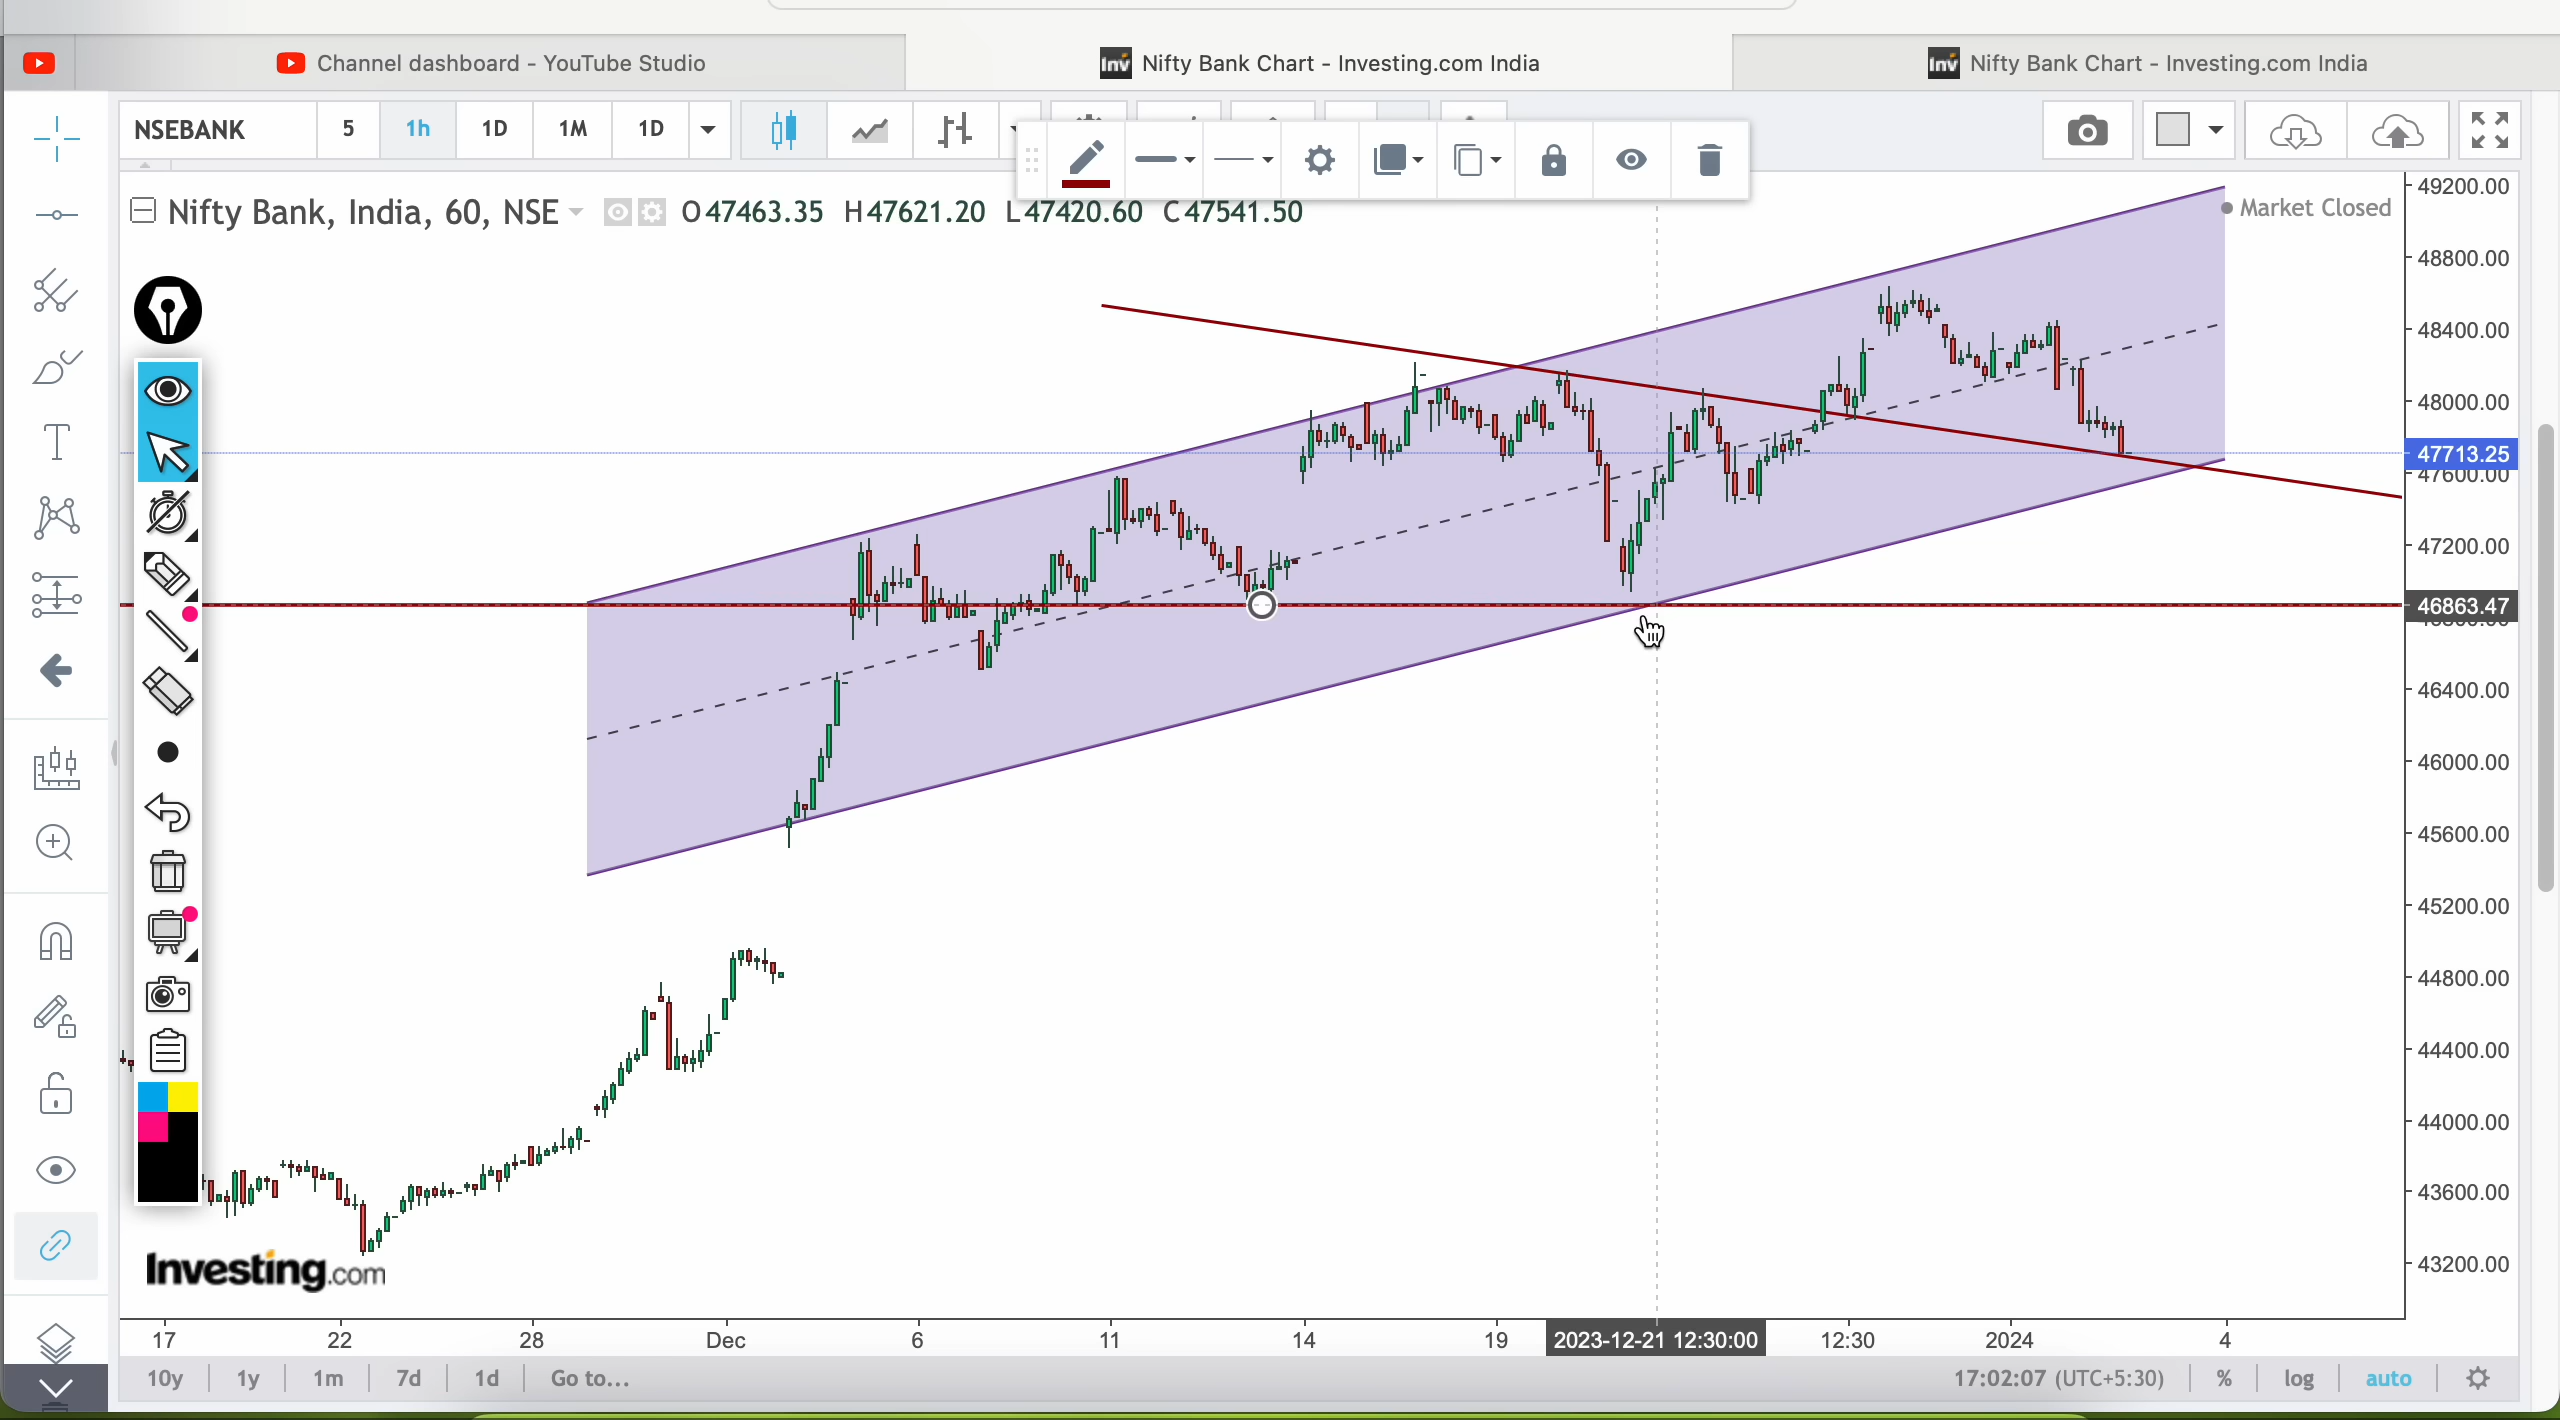 Channel dashboard - YouTube Studio
Inv Nifty Bank Chart - Investing.com India
Inv Nifty Bank Chart - Investing.com India
NSEBANK 5 1h 1D 1M 1D
Nifty Bank, India, 60, NSE O47463.35 H47621.20 L47420.60 C47541.50
Market Closed
49200.00
48800.00
48400.00
48000.00
47713.25
47600.00
47200.00
46863.47
46400.00
46000.00
45600.00
45200.00
44800.00
44400.00
44000.00
43600.00
43200.00
Investing.com
17 22 28 Dec 6 11 14 19 2023-12-21 12:30:00 12:30 2024 4
10y 1y 1m 7d 1d Go to... 17:02:07 (UTC+5:30) % log auto